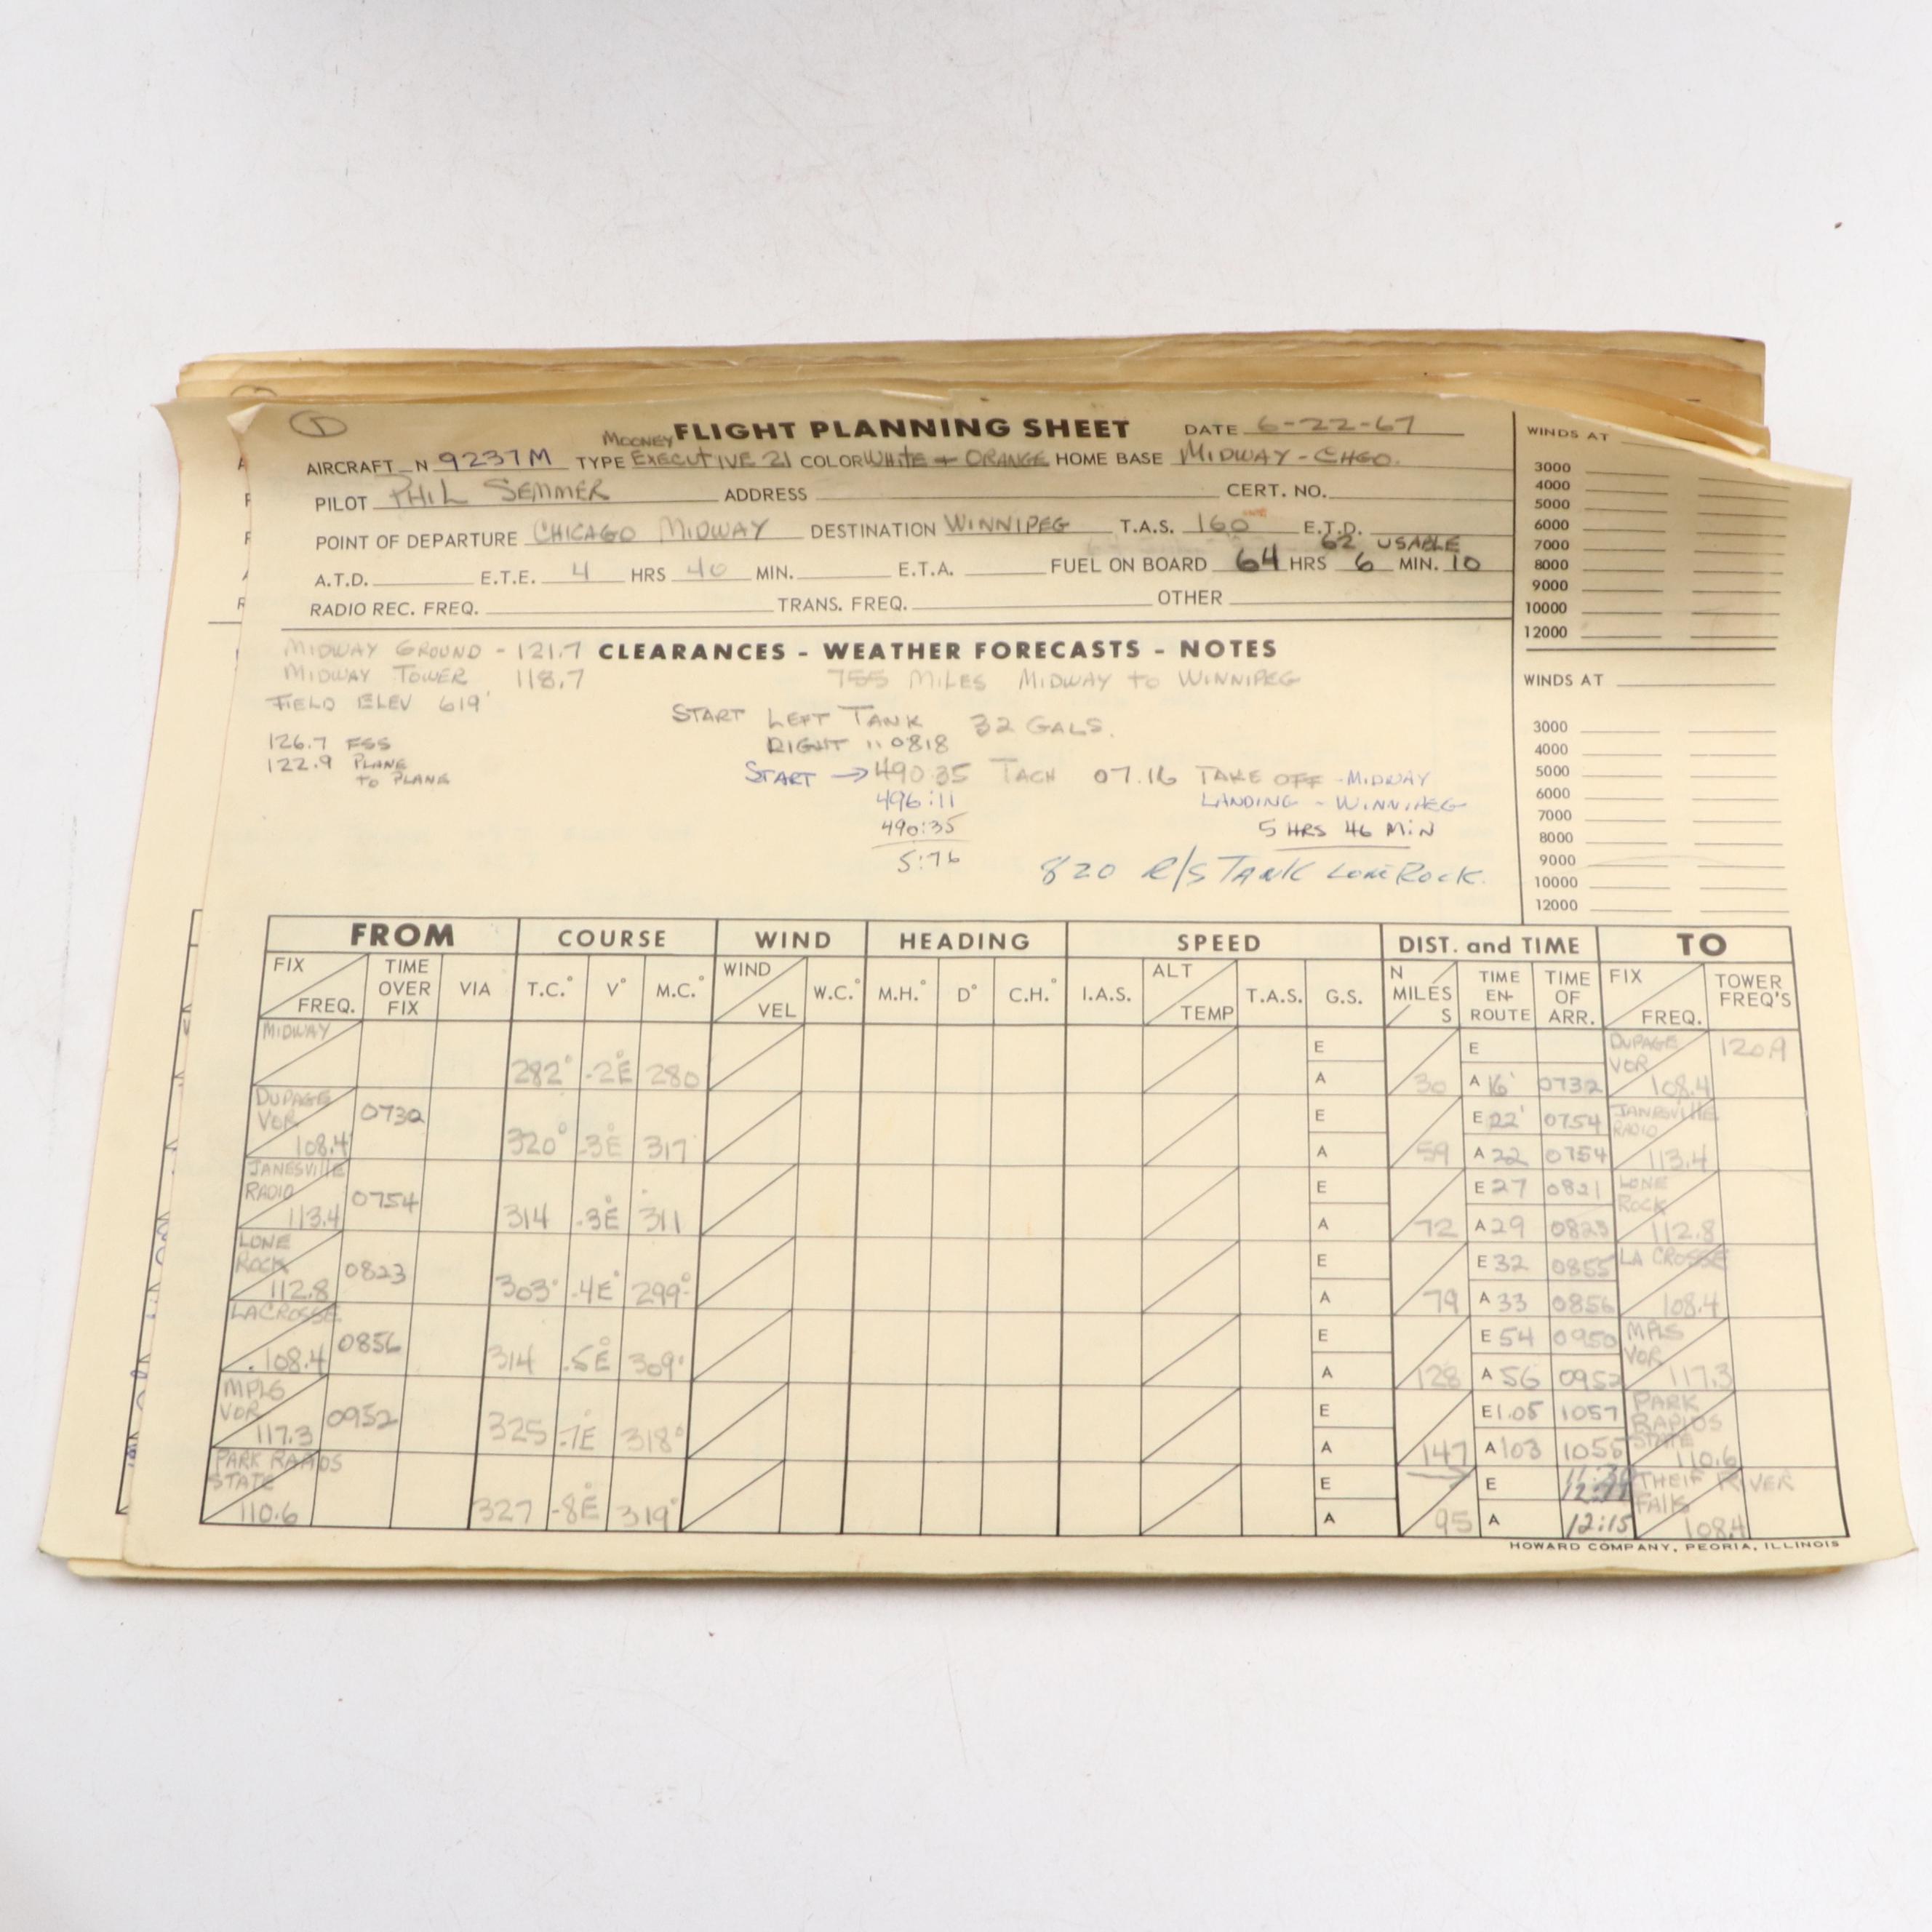 1
MOONEY FLIGHT PLANNING SHEET DATE 6-22-67
AIRCRAFT N 9237M TYPE EXECUTIVE 21 COLOR WHITE + ORANGE HOME BASE MIDWAY - CHGO.
PILOT PHIL SEMMER ADDRESS CERT. NO.
POINT OF DEPARTURE CHICAGO MIDWAY DESTINATION WINNIPEG T.A.S. 160 E.T.D.
62 USABLE
A.T.D. E.T.E. 4 HRS 40 MIN. E.T.A. FUEL ON BOARD 64 HRS 6 MIN. 10
RADIO REC. FREQ. TRANS. FREQ. OTHER
WINDS AT
3000
4000
5000
6000
7000
8000
9000
10000
12000
WINDS AT
3000
4000
5000
6000
7000
8000
9000
10000
12000
CLEARANCES - WEATHER FORECASTS - NOTES
MIDWAY GROUND - 121.7
MIDWAY TOWER 118.7
FIELD ELEV 619'
126.7 FSS
122.9 PLANE
TO PLANE
755 MILES MIDWAY TO WINNIPEG
START LEFT TANK 32 GALS.
RIGHT " 0818
START → 490.35 TACH 07.16 TAKE OFF - MIDWAY
496:11 LANDING - WINNIPEG
490:35 5 HRS 46 MIN
5:76
820 R/S TANK LONE ROCK.
FROM COURSE WIND HEADING SPEED DIST. and TIME TO
FIX FREQ. TIME OVER FIX VIA T.C.° V° M.C.° WIND VEL W.C.° M.H.° D° C.H.° I.A.S. ALT TEMP T.A.S. G.S. N MILES S TIME EN-ROUTE TIME OF ARR. FIX FREQ. TOWER FREQ'S
MIDWAY 282° -2°E 280 E A 30 E A 16' 0732 DUPAGE VOR 108.4 120.9
DUPAGE VOR 108.4 0732 320° -3°E 317 E A 59 E 22' 0754 A 22 0754 JANESVILLE RADIO 113.4
JANESVILLE RADIO 113.4 0754 314 -3°E 311 E A 72 E 27 0821 A 29 0823 LONE ROCK 112.8
LONE ROCK 112.8 0823 303° -4E° 299° E A 79 E 32 0855 A 33 0856 LA CROSSE 108.4
LACROSSE 108.4 0856 314 -5°E 309° E A 128 E 54 0950 A 56 0952 MPLS VOR 117.3
MPLS VOR 117.3 0952 325 -7°E 318° E A 147 E 1.05 1057 A 103 1055 PARK RAPIDS STATE 110.6
PARK RAPIDS STATE 110.6 327 -8°E 319° E A 95 E A 12:15 THEIF RIVER FALLS 108.4
HOWARD COMPANY, PEORIA, ILLINOIS